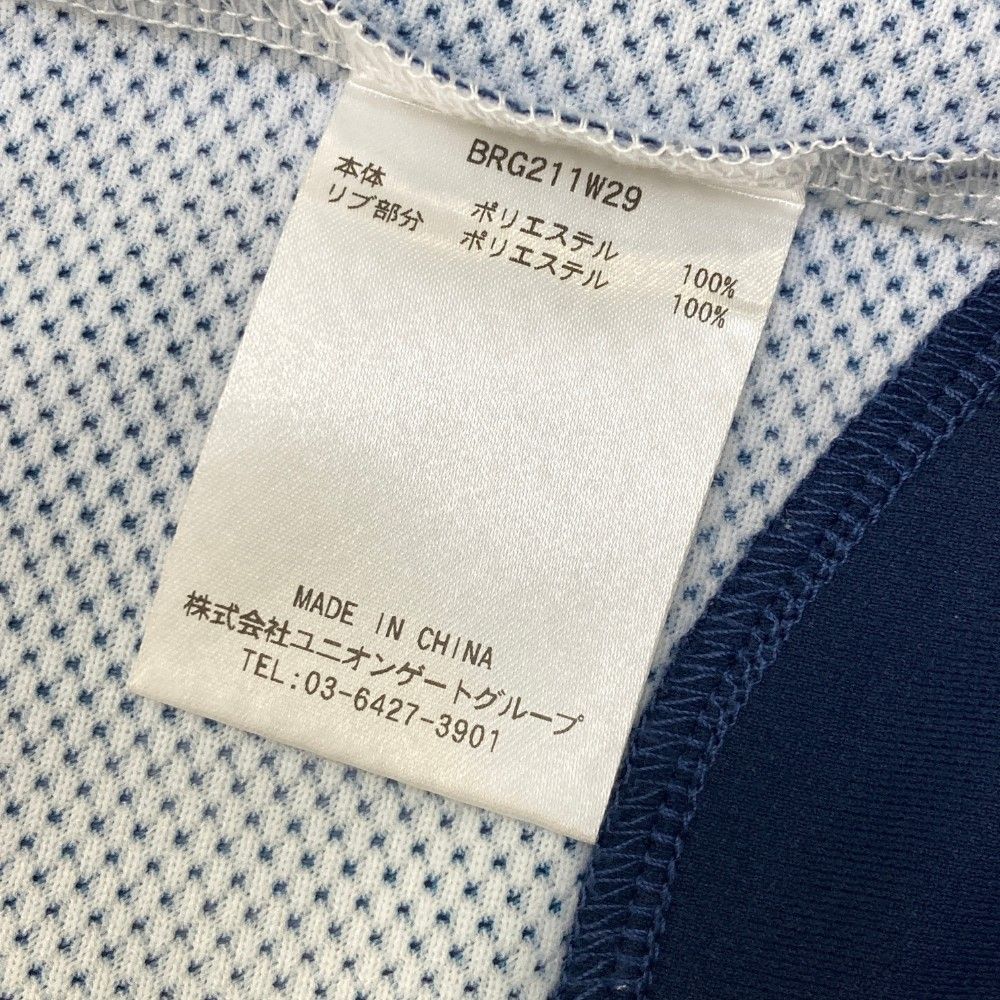 BRG211W29
本体 ポリエステル 100%
リブ部分 ポリエステル 100%
MADE IN CHINA
株式会社ユニオンゲートグループ
TEL:03-6427-3901